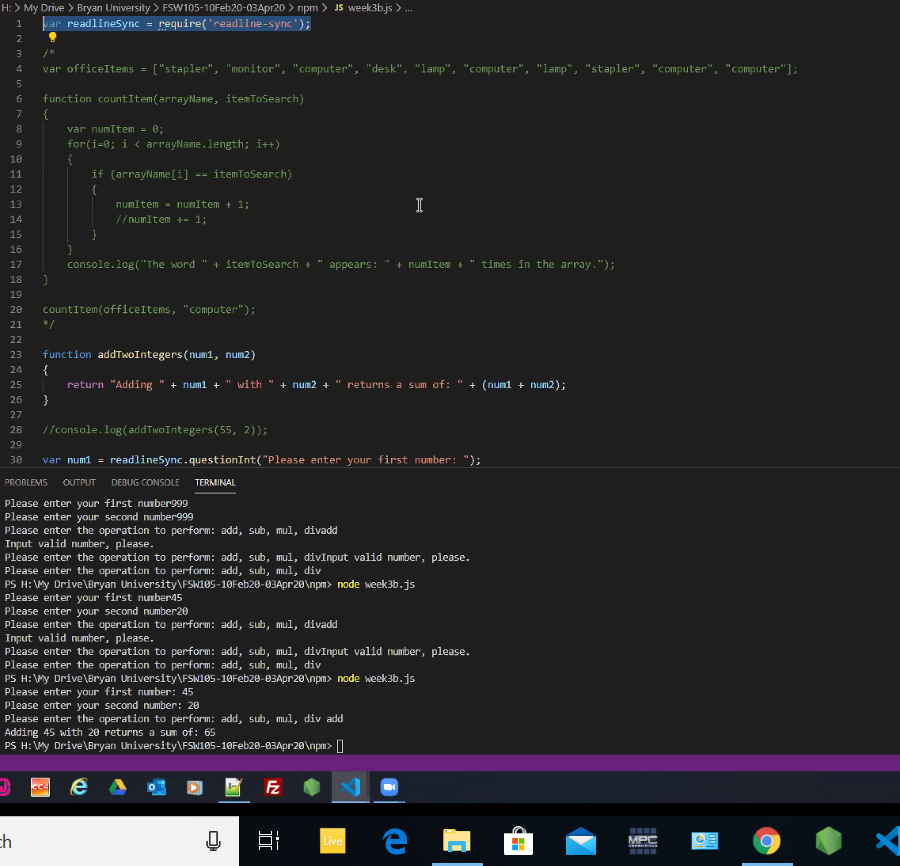 H: > My Drive > Bryan University > FSW105-10Feb20-03Apr20 > npm > JS week3b.js > ...
1 var readlineSync = require('readline-sync');
2
3 /*
4 var officeItems = ["stapler", "monitor", "computer", "desk", "lamp", "computer", "lamp", "stapler", "computer", "computer"];
5
6 function countItem(arrayName, itemToSearch)
7 {
8 var numItem = 0;
9 for(i=0; i < arrayName.length; i++)
10 {
11 if (arrayName[i] == itemToSearch)
12 {
13 numItem = numItem + 1;
14 //numItem += 1;
15 }
16 }
17 console.log("The word " + itemToSearch + " appears: " + numItem + " times in the array.");
18 }
19
20 countItem(officeItems, "computer");
21 */
22
23 function addTwoIntegers(num1, num2)
24 {
25 return "Adding " + num1 + " with " + num2 + " returns a sum of: " + (num1 + num2);
26 }
27
28 //console.log(addTwoIntegers(55, 2));
29
30 var num1 = readlineSync.questionInt("Please enter your first number: ");
PROBLEMS OUTPUT DEBUG CONSOLE TERMINAL
Please enter your first number999
Please enter your second number999
Please enter the operation to perform: add, sub, mul, divadd
Input valid number, please.
Please enter the operation to perform: add, sub, mul, divInput valid number, please.
Please enter the operation to perform: add, sub, mul, div
PS H:\My Drive\Bryan University\FSW105-10Feb20-03Apr20\npm> node week3b.js
Please enter your first number45
Please enter your second number20
Please enter the operation to perform: add, sub, mul, divadd
Input valid number, please.
Please enter the operation to perform: add, sub, mul, divInput valid number, please.
Please enter the operation to perform: add, sub, mul, div
PS H:\My Drive\Bryan University\FSW105-10Feb20-03Apr20\npm> node week3b.js
Please enter your first number: 45
Please enter your second number: 20
Please enter the operation to perform: add, sub, mul, div add
Adding 45 with 20 returns a sum of: 65
PS H:\My Drive\Bryan University\FSW105-10Feb20-03Apr20\npm>
CC4 Fz
ch Live MPC